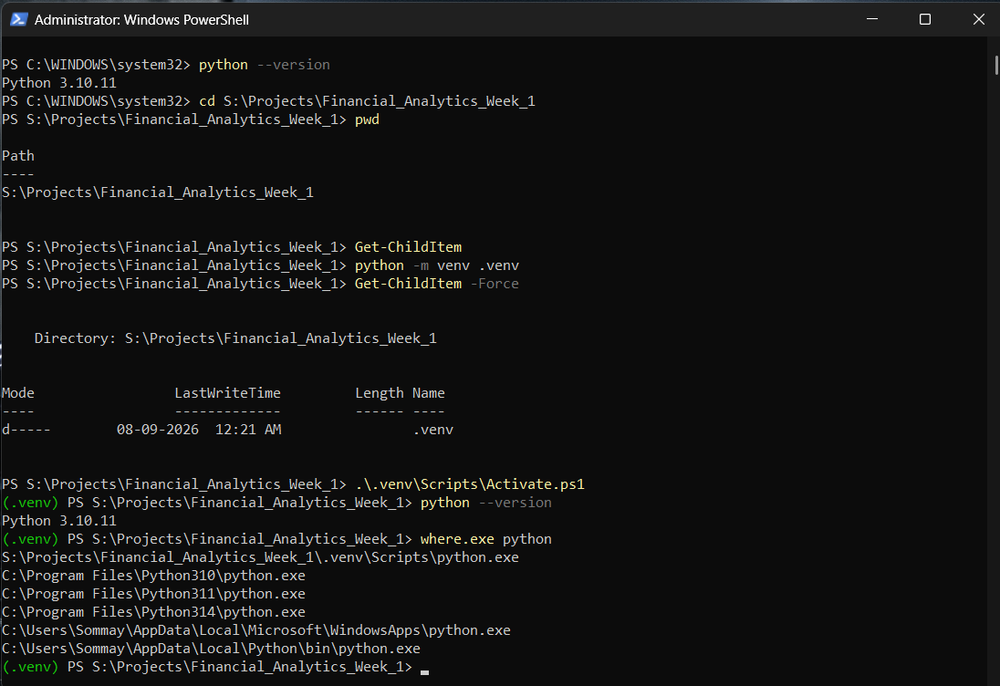 Administrator: Windows PowerShell
PS C:\WINDOWS\system32> python --version
Python 3.10.11
PS C:\WINDOWS\system32> cd S:\Projects\Financial_Analytics_Week_1
PS S:\Projects\Financial_Analytics_Week_1> pwd
Path
----
S:\Projects\Financial_Analytics_Week_1
PS S:\Projects\Financial_Analytics_Week_1> Get-ChildItem
PS S:\Projects\Financial_Analytics_Week_1> python -m venv .venv
PS S:\Projects\Financial_Analytics_Week_1> Get-ChildItem -Force
    Directory: S:\Projects\Financial_Analytics_Week_1
Mode                 LastWriteTime         Length Name
----                 -------------         ------ ----
d-----        08-09-2026  12:21 AM                .venv
PS S:\Projects\Financial_Analytics_Week_1> .\.venv\Scripts\Activate.ps1
(.venv) PS S:\Projects\Financial_Analytics_Week_1> python --version
Python 3.10.11
(.venv) PS S:\Projects\Financial_Analytics_Week_1> where.exe python
S:\Projects\Financial_Analytics_Week_1\.venv\Scripts\python.exe
C:\Program Files\Python310\python.exe
C:\Program Files\Python311\python.exe
C:\Program Files\Python314\python.exe
C:\Users\Sommay\AppData\Local\Microsoft\WindowsApps\python.exe
C:\Users\Sommay\AppData\Local\Python\bin\python.exe
(.venv) PS S:\Projects\Financial_Analytics_Week_1>